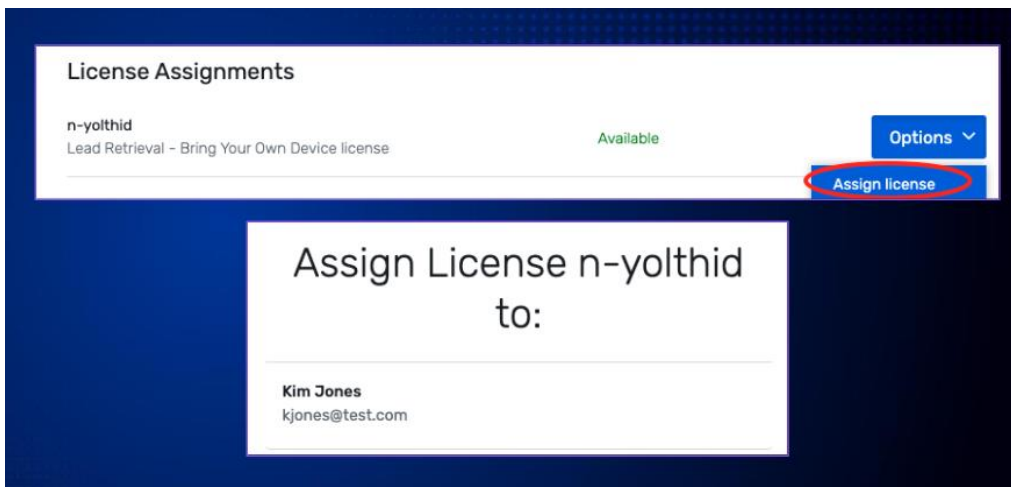 License Assignments
n-yolthid
Lead Retrieval - Bring Your Own Device license
Available
Options
Assign license
Assign License n-yolthid
to:
Kim Jones
kjones@test.com